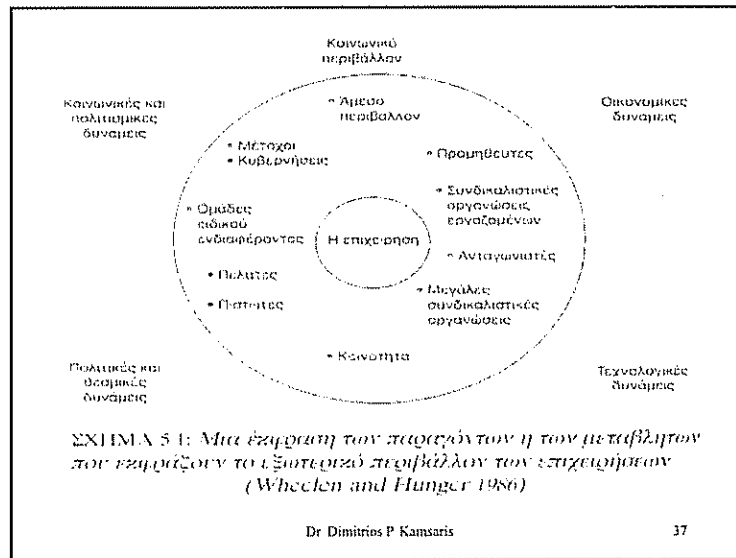 Κοινωνικό
περιβάλλον
Κοινωνικές και
πολιτισμικές
δυνάμεις
Οικονομικές
δυνάμεις
• Άμεσο
περιβάλλον
• Μέτοχοι
• Κυβερνήσεις
• Προμηθευτές
• Συνδικαλιστικές
οργανώσεις
εργαζομένων
• Ομάδες
ειδικού
ενδιαφέροντος
Η επιχείρηση
• Ανταγωνιστές
• Πελάτες
• Πιστωτές
• Μεγάλες
συνδικαλιστικές
οργανώσεις
• Κοινότητα
Πολιτικές και
θεσμικές
δυνάμεις
Τεχνολογικές
δυνάμεις
ΣΧΗΜΑ 5.1: Μια έκφραση των παραγόντων ή των μεταβλητών
που εκφράζουν το εξωτερικό περιβάλλον των επιχειρήσεων
(Wheelen and Hunger 1986)
Dr Dimitrios P Kamsaris
37